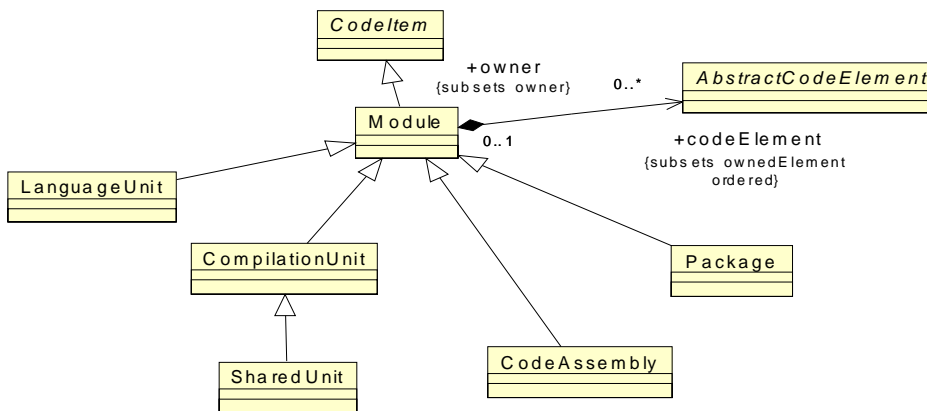 CodeItem
+owner
{subsets owner}
0..*
AbstractCodeElement
Module
0..1
+codeElement
{subsets ownedElement
ordered}
LanguageUnit
CompilationUnit
Package
SharedUnit
CodeAssembly